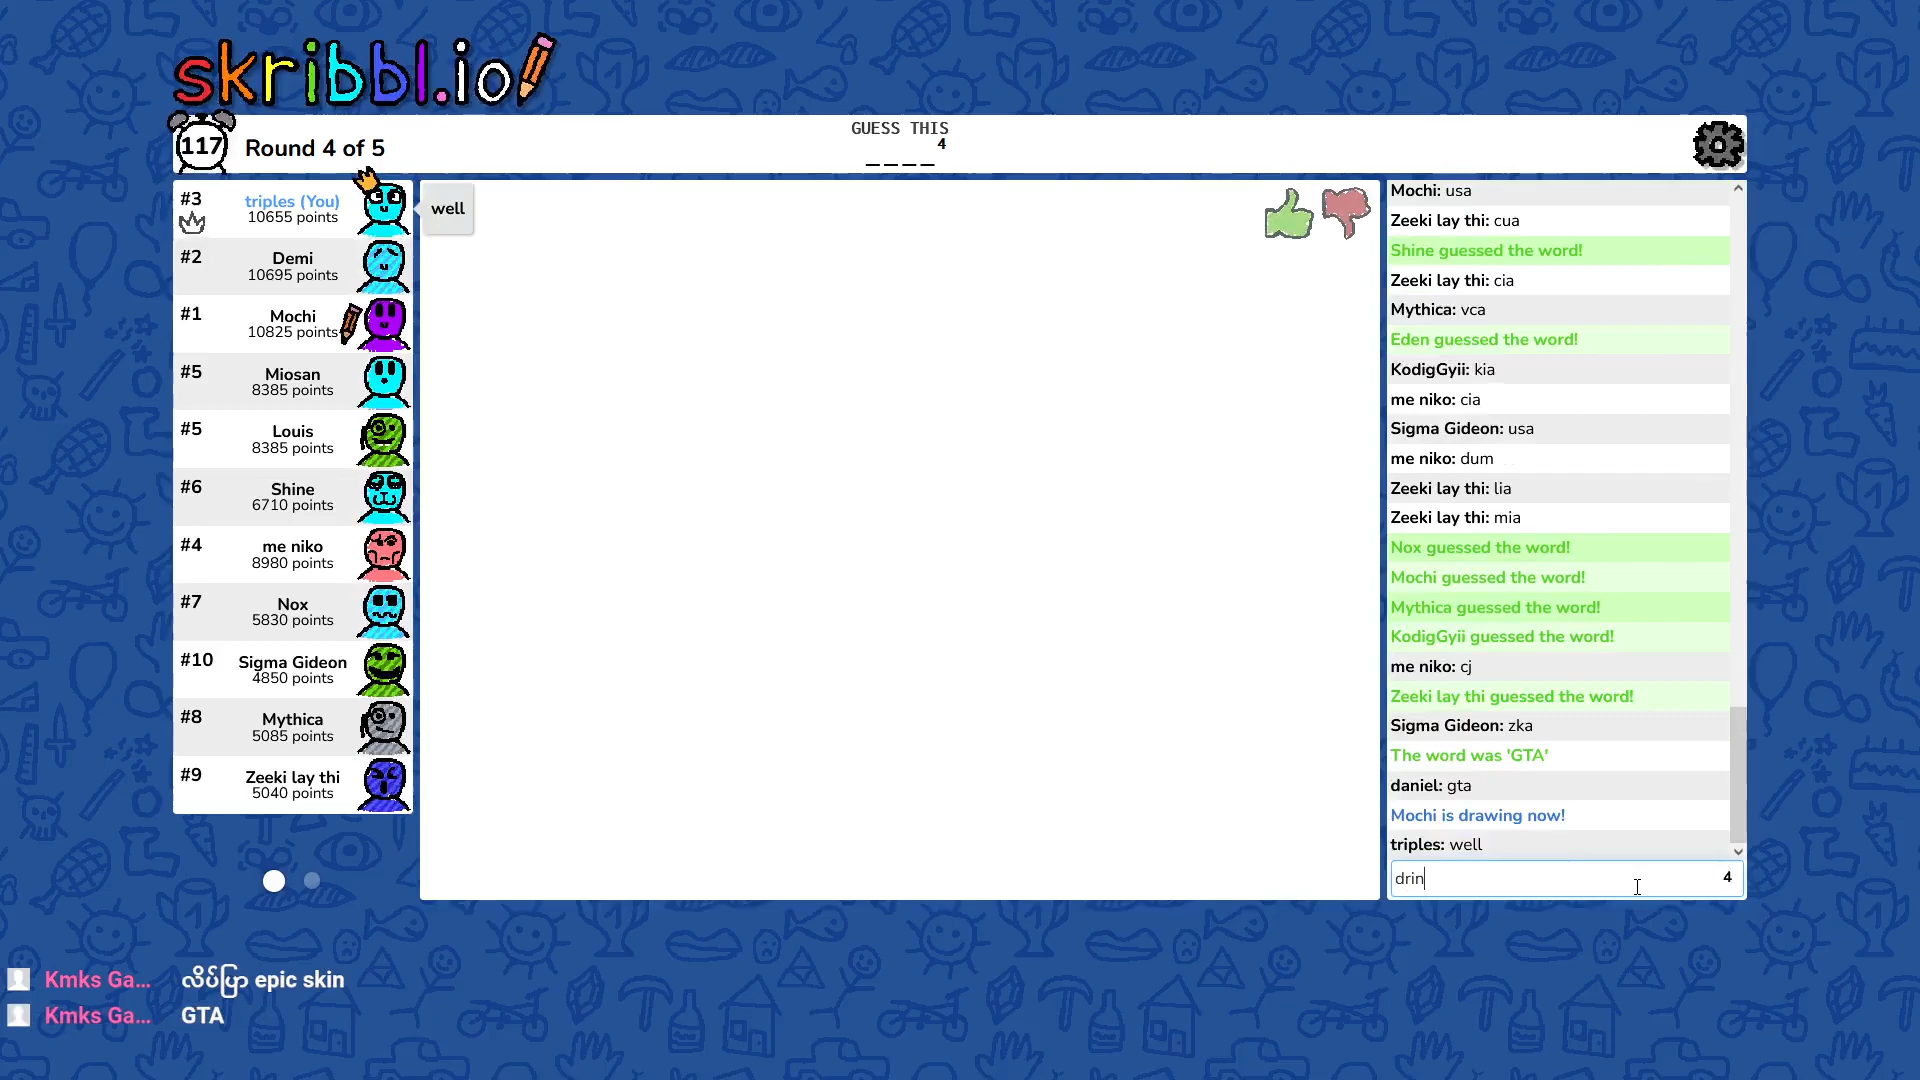 skribbl.io
117
Round 4 of 5
GUESS THIS
_ _ _ _ 4
#3 triples (You)
10655 points
#2 Demi
10695 points
#1 Mochi
10825 points
#5 Miosan
8385 points
#5 Louis
8385 points
#6 Shine
6710 points
#4 me niko
8980 points
#7 Nox
5830 points
#10 Sigma Gideon
4850 points
#8 Mythica
5085 points
#9 Zeeki lay thi
5040 points
well
Mochi: usa
Zeeki lay thi: cua
Shine guessed the word!
Zeeki lay thi: cia
Mythica: vca
Eden guessed the word!
KodigGyii: kia
me niko: cia
Sigma Gideon: usa
me niko: dum
Zeeki lay thi: lia
Zeeki lay thi: mia
Nox guessed the word!
Mochi guessed the word!
Mythica guessed the word!
KodigGyii guessed the word!
me niko: cj
Zeeki lay thi guessed the word!
Sigma Gideon: zka
The word was 'GTA'
daniel: gta
Mochi is drawing now!
triples: well
drin 4
Kmks Ga... လိပ်ပြာ epic skin
Kmks Ga... GTA